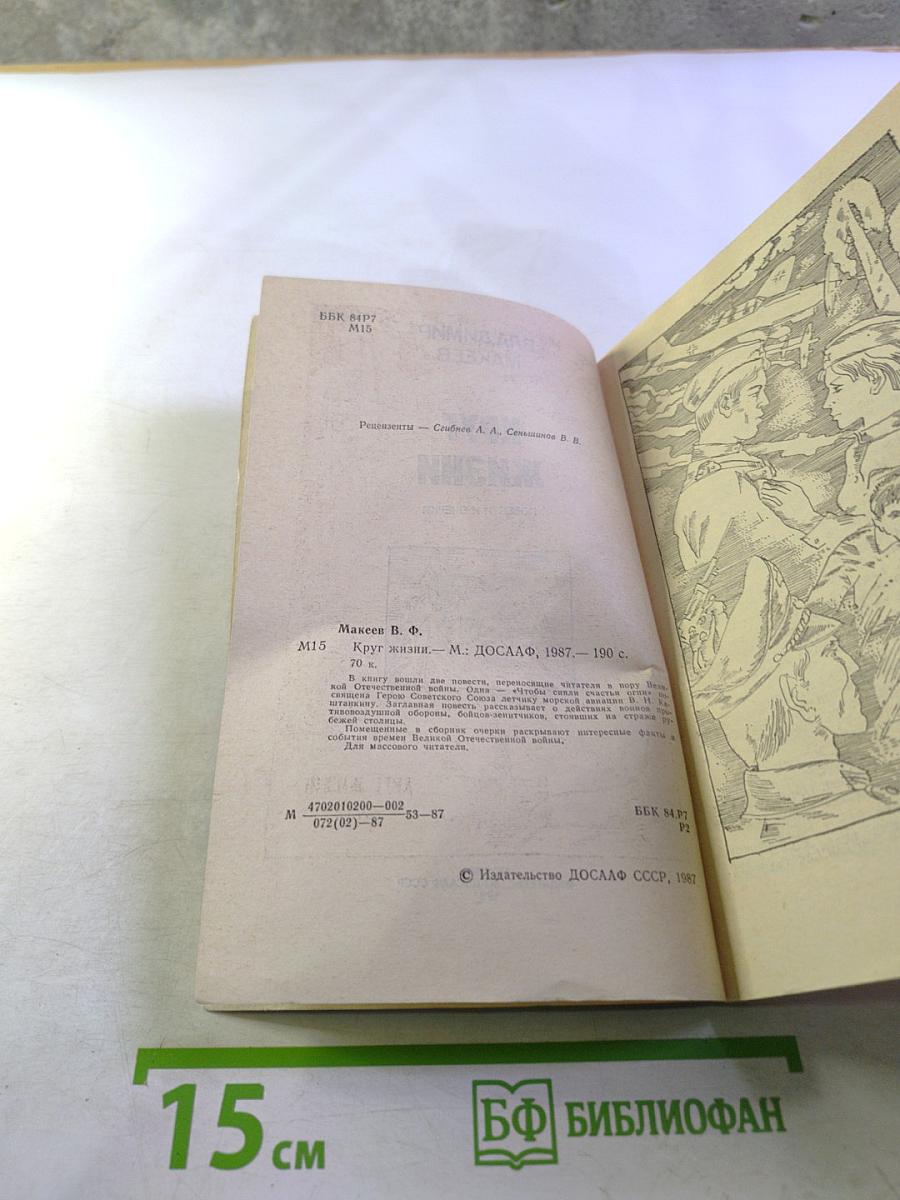 ББК 84Р7
М15
Рецензенты — Сгибнев А. А., Сеньшинов В. В.
Макеев В. Ф.
М15 Круг жизни.— М.: ДОСААФ, 1987.— 190 с.
70 к.
В книгу вошли две повести, переносящие читателя в пору Вели-
кой Отечественной войны. Одна — «Чтобы сияли счастья огни» по-
священа Герою Советского Союза летчику морской авиации В. Н. Ка-
штанкину. Заглавная повесть рассказывает о действиях воинов про-
тивовоздушной обороны, бойцов-зенитчиков, стоявших на страже ру-
бежей столицы.
Помещенные в сборник очерки раскрывают интересные факты и
события времен Великой Отечественной войны.
Для массового читателя.
М 4702010200—002
072(02)—87 53—87
ББК 84.Р7
Р2
© Издательство ДОСААФ СССР, 1987
15 см
БФ БИБЛИОФАН